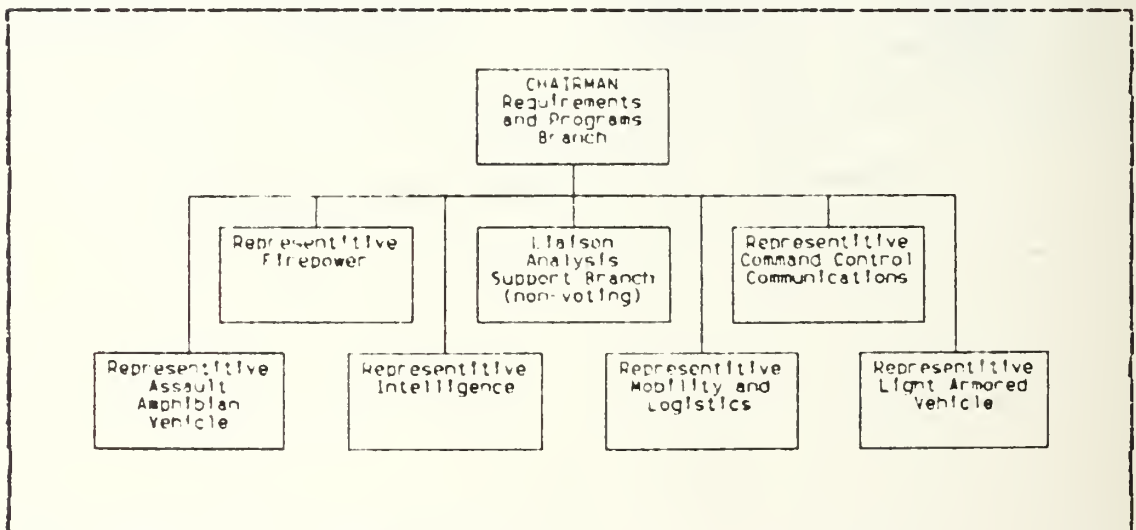 CHAIRMAN
Requirements
and Programs
Branch
Representitive
Firepower
Liaison
Analysis
Support Branch
(non-voting)
Representitive
Command Control
Communications
Representitive
Assault
Amphibian
Vehicle
Representitive
Intelligence
Representitive
Mobility and
Logistics
Representitive
Light Armored
Vehicle